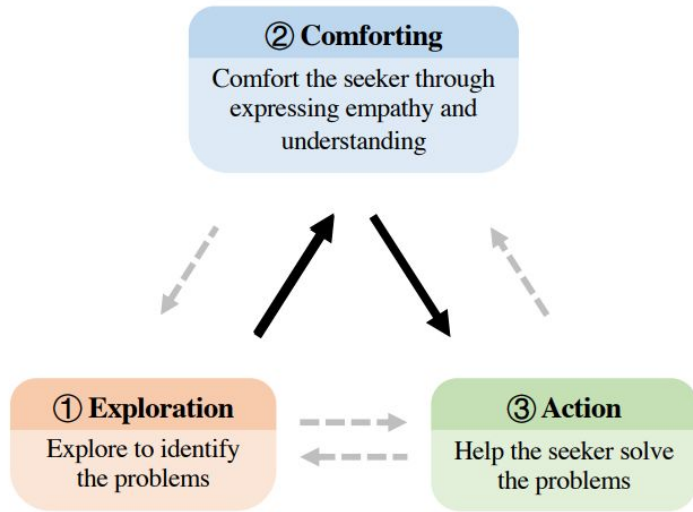 ② Comforting
Comfort the seeker through
expressing empathy and
understanding
① Exploration
Explore to identify
the problems
③ Action
Help the seeker solve
the problems